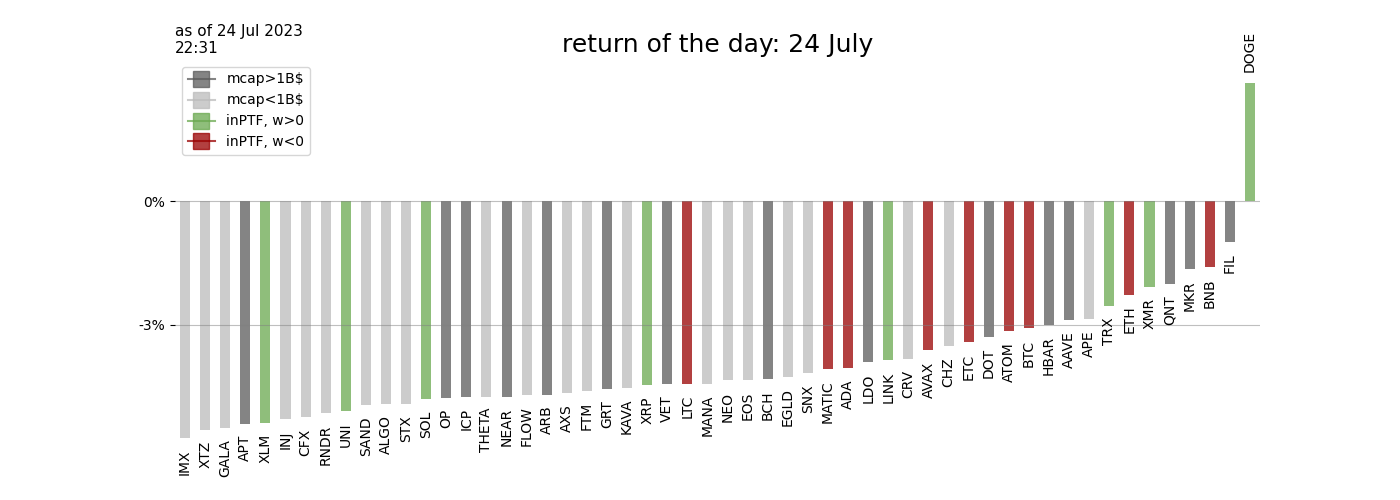 as of 24 Jul 2023
22:31
return of the day: 24 July
mcap>1B$
mcap<1B$
inPTF, w>0
inPTF, w<0
0%
-3%
IMX
XTZ
GALA
APT
XLM
INJ
CFX
RNDR
UNI
SAND
ALGO
STX
SOL
OP
ICP
THETA
NEAR
FLOW
ARB
AXS
FTM
GRT
KAVA
XRP
VET
LTC
MANA
NEO
EOS
BCH
EGLD
SNX
MATIC
ADA
LDO
LINK
CRV
AVAX
CHZ
ETC
DOT
ATOM
BTC
HBAR
AAVE
APE
TRX
ETH
XMR
QNT
MKR
BNB
FIL
DOGE